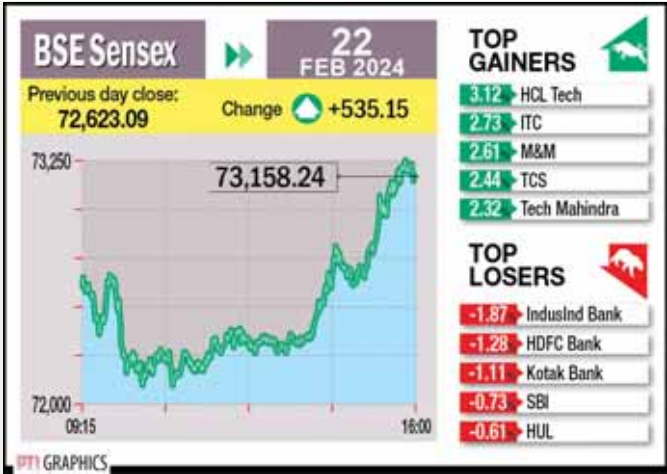 BSE Sensex
22
FEB 2024
Previous day close:
72,623.09
Change +535.15
73,250
73,158.24
72,000
09:15
16:00
TOP
GAINERS
3.12% HCL Tech
2.73% ITC
2.61% M&M
2.44% TCS
2.32% Tech Mahindra
TOP
LOSERS
-1.87% IndusInd Bank
-1.28% HDFC Bank
-1.11% Kotak Bank
-0.73% SBI
-0.61% HUL
PTI GRAPHICS